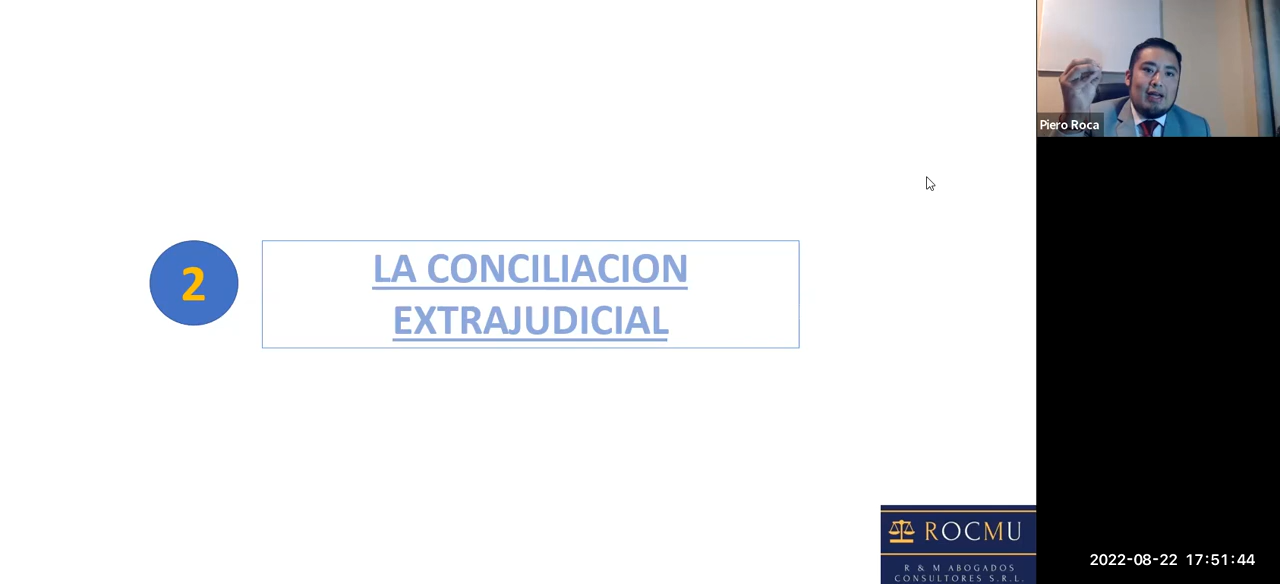 Piero Roca
2
LA CONCILIACION
EXTRAJUDICIAL
ROCMU
R & M ABOGADOS
CONSULTORES S.R.L.
2022-08-22 17:51:44